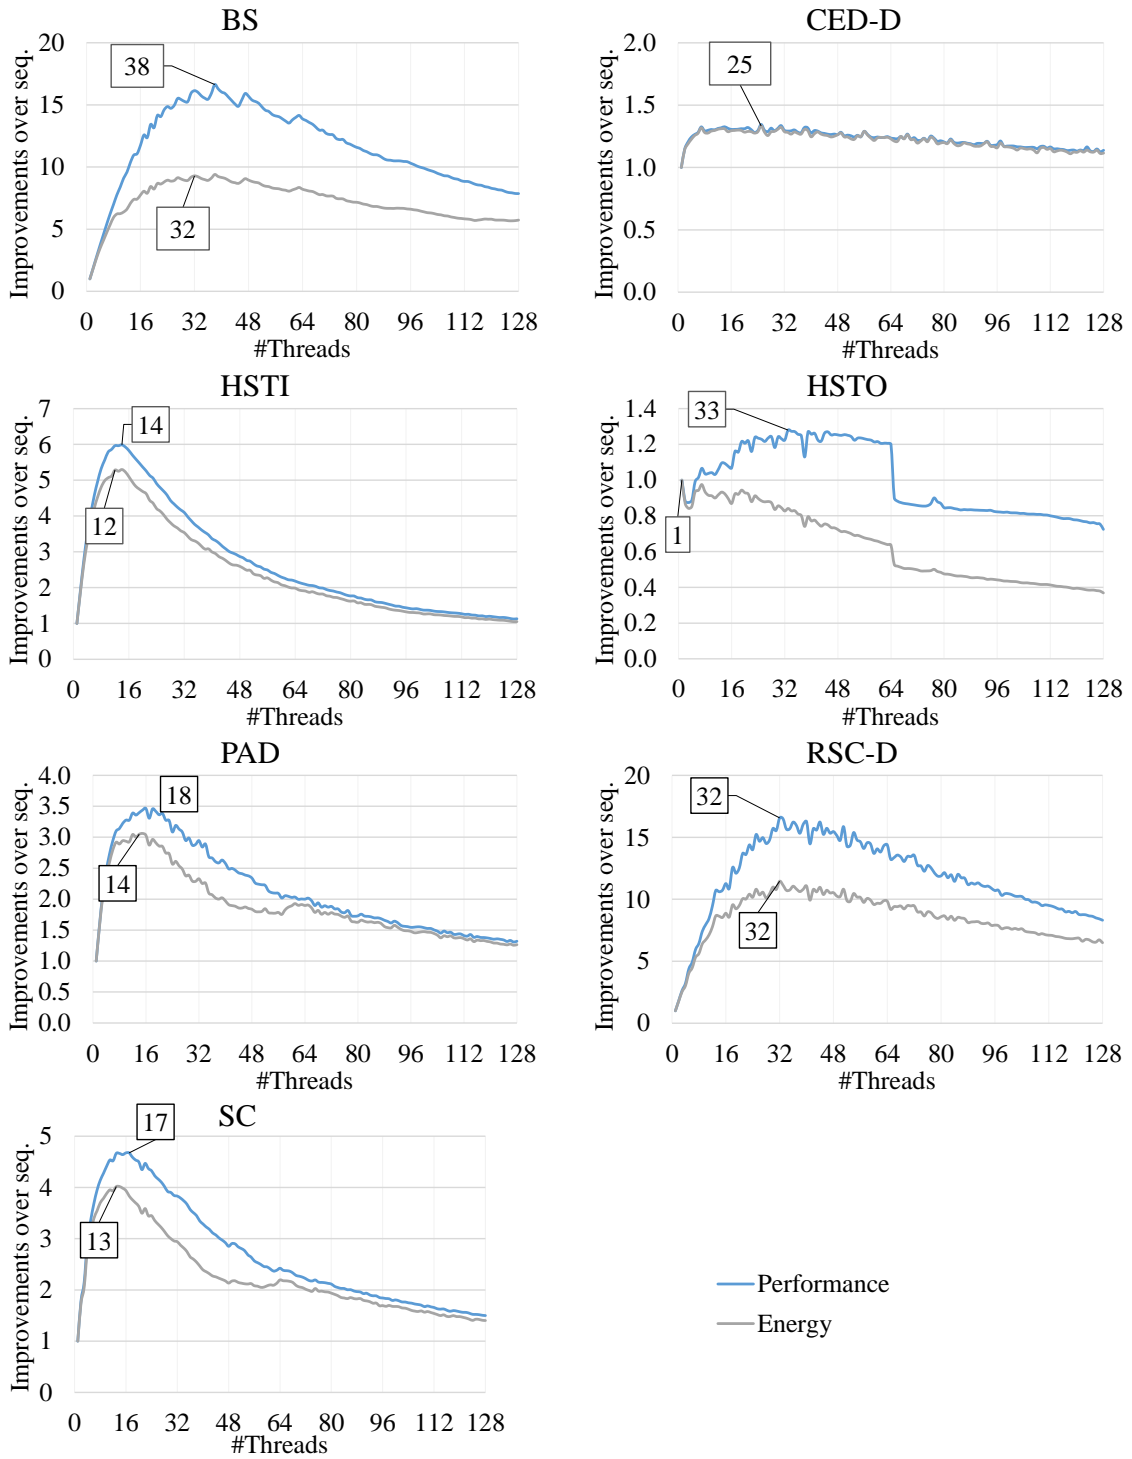 BS
Improvements over seq.
20
15
10
5
0
38
32
0 16 32 48 64 80 96 112 128
#Threads
CED-D
Improvements over seq.
2.0
1.5
1.0
0.5
0.0
25
0 16 32 48 64 80 96 112 128
#Threads
HSTI
Improvements over seq.
7
6
5
4
3
2
1
0
14
12
0 16 32 48 64 80 96 112 128
#Threads
HSTO
Improvements over seq.
1.4
1.2
1.0
0.8
0.6
0.4
0.2
0.0
33
1
0 16 32 48 64 80 96 112 128
#Threads
PAD
Improvements over seq.
4.0
3.5
3.0
2.5
2.0
1.5
1.0
0.5
0.0
18
14
0 16 32 48 64 80 96 112 128
#Threads
RSC-D
Improvements over seq.
20
15
10
5
0
32
32
0 16 32 48 64 80 96 112 128
#Threads
SC
Improvements over seq.
5
4
3
2
1
0
17
13
0 16 32 48 64 80 96 112 128
#Threads
Performance
Energy